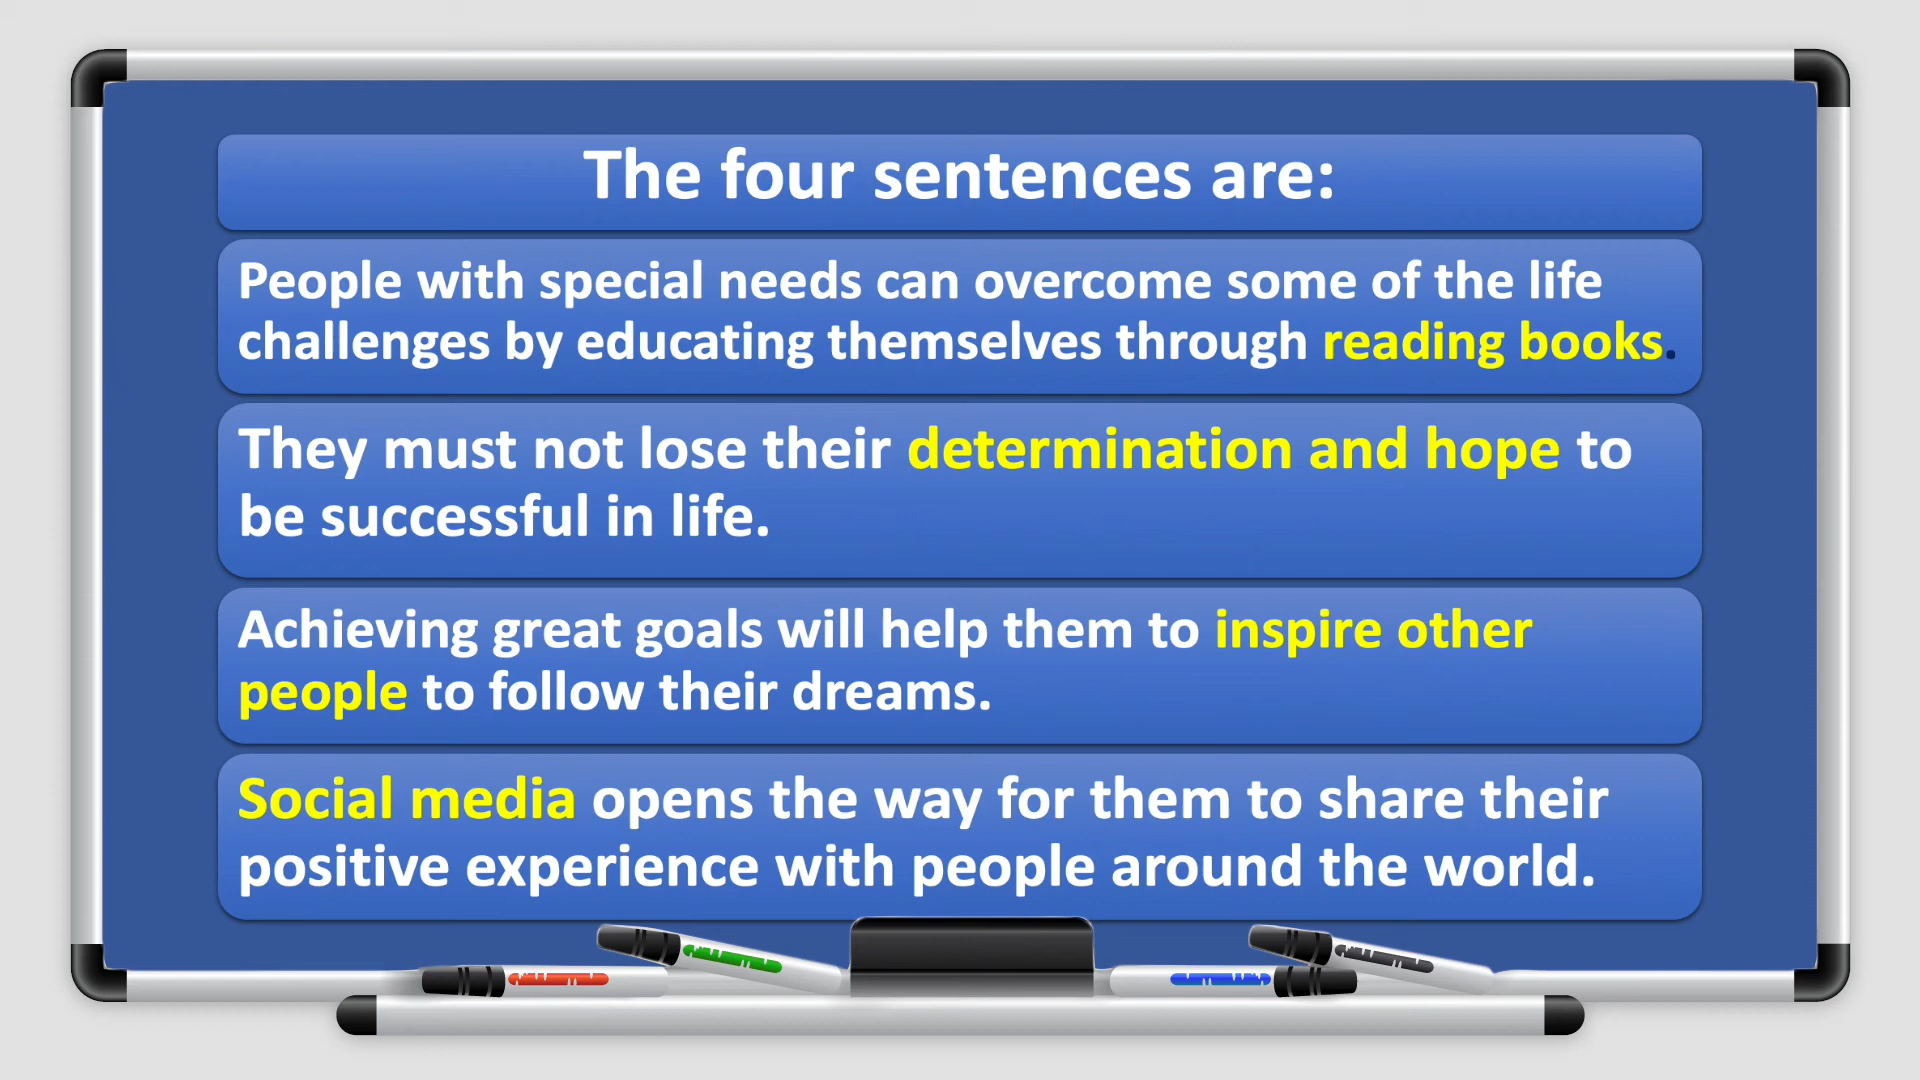 The four sentences are:
People with special needs can overcome some of the life
challenges by educating themselves through reading books.
They must not lose their determination and hope to
be successful in life.
Achieving great goals will help them to inspire other
people to follow their dreams.
Social media opens the way for them to share their
positive experience with people around the world.